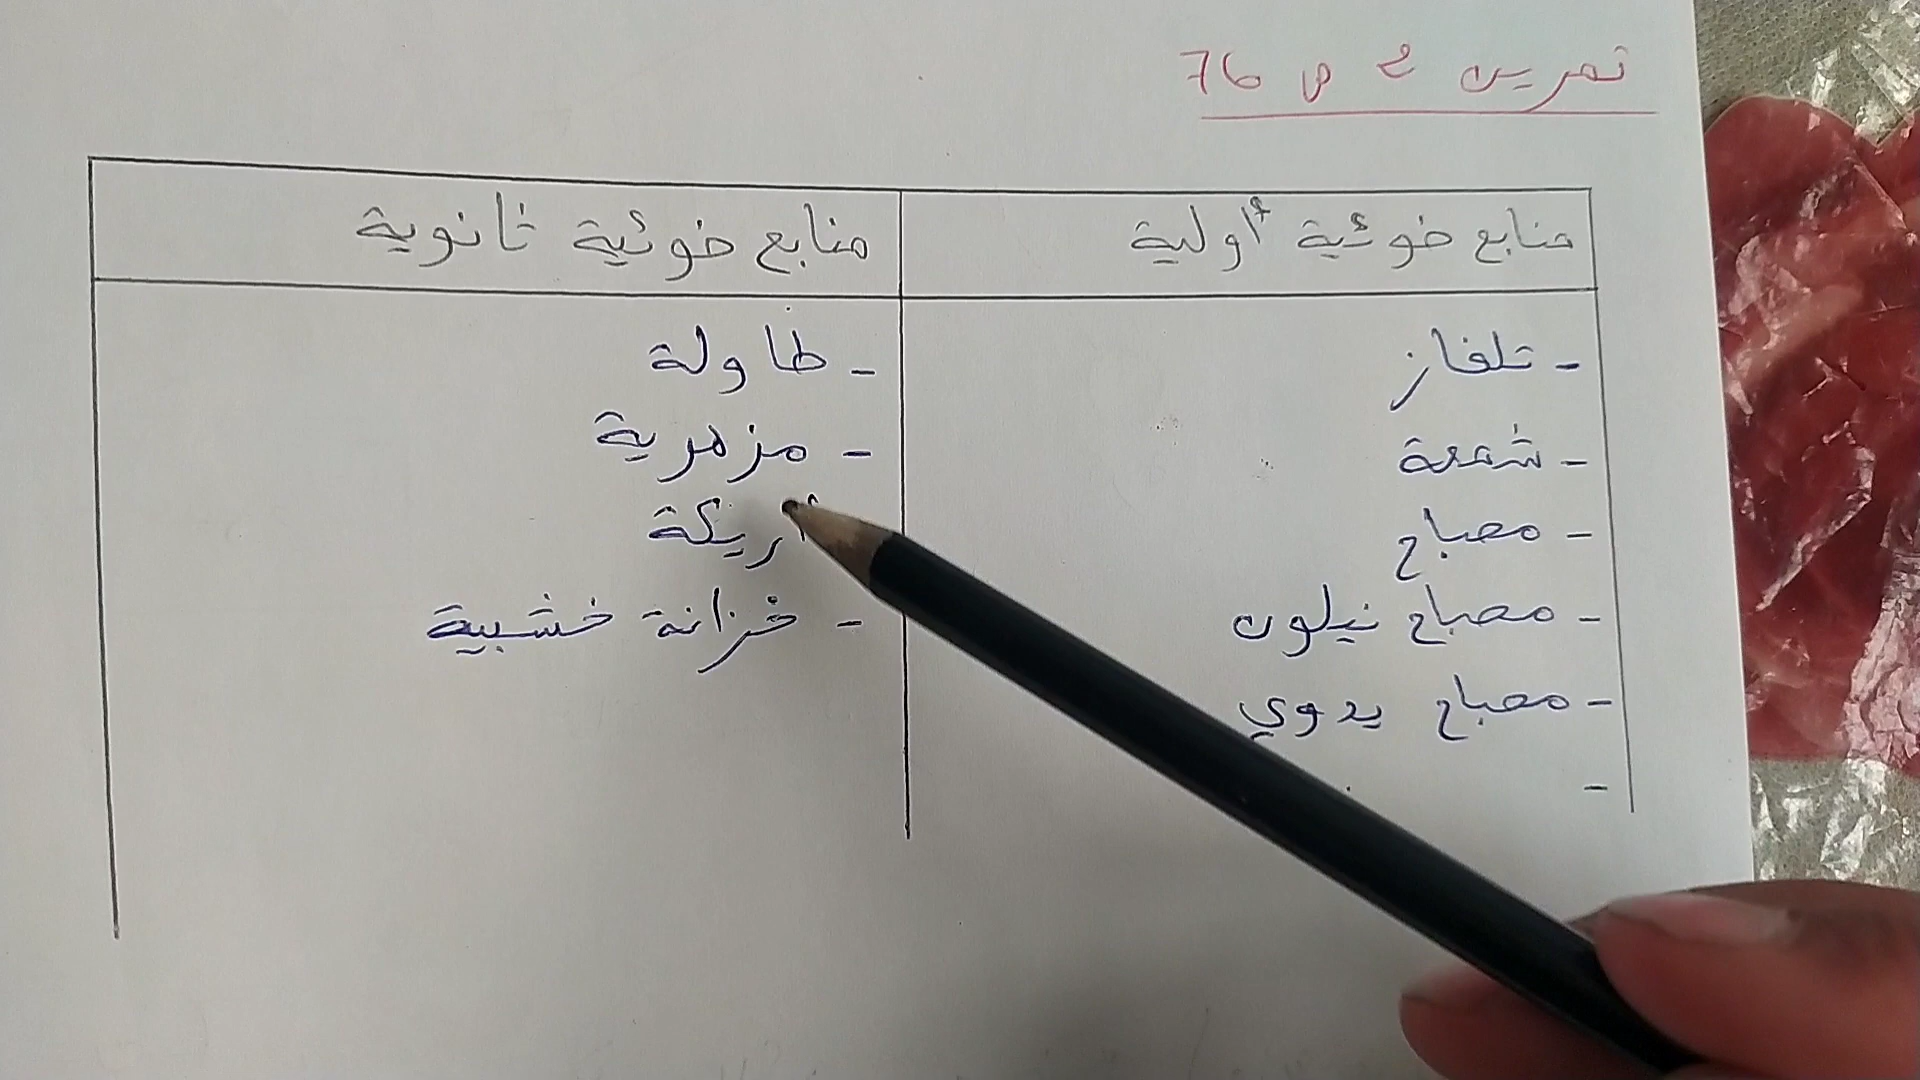 تمرين 2 ص 76
منابع ضوئية أولية
منابع ضوئية ثانوية
- تلفاز
- شمعة
- مصباح
- مصباح نيلون
- مصباح يدوي
-
- طاولة
- مزهرية
أريكة
- خزانة خشبية